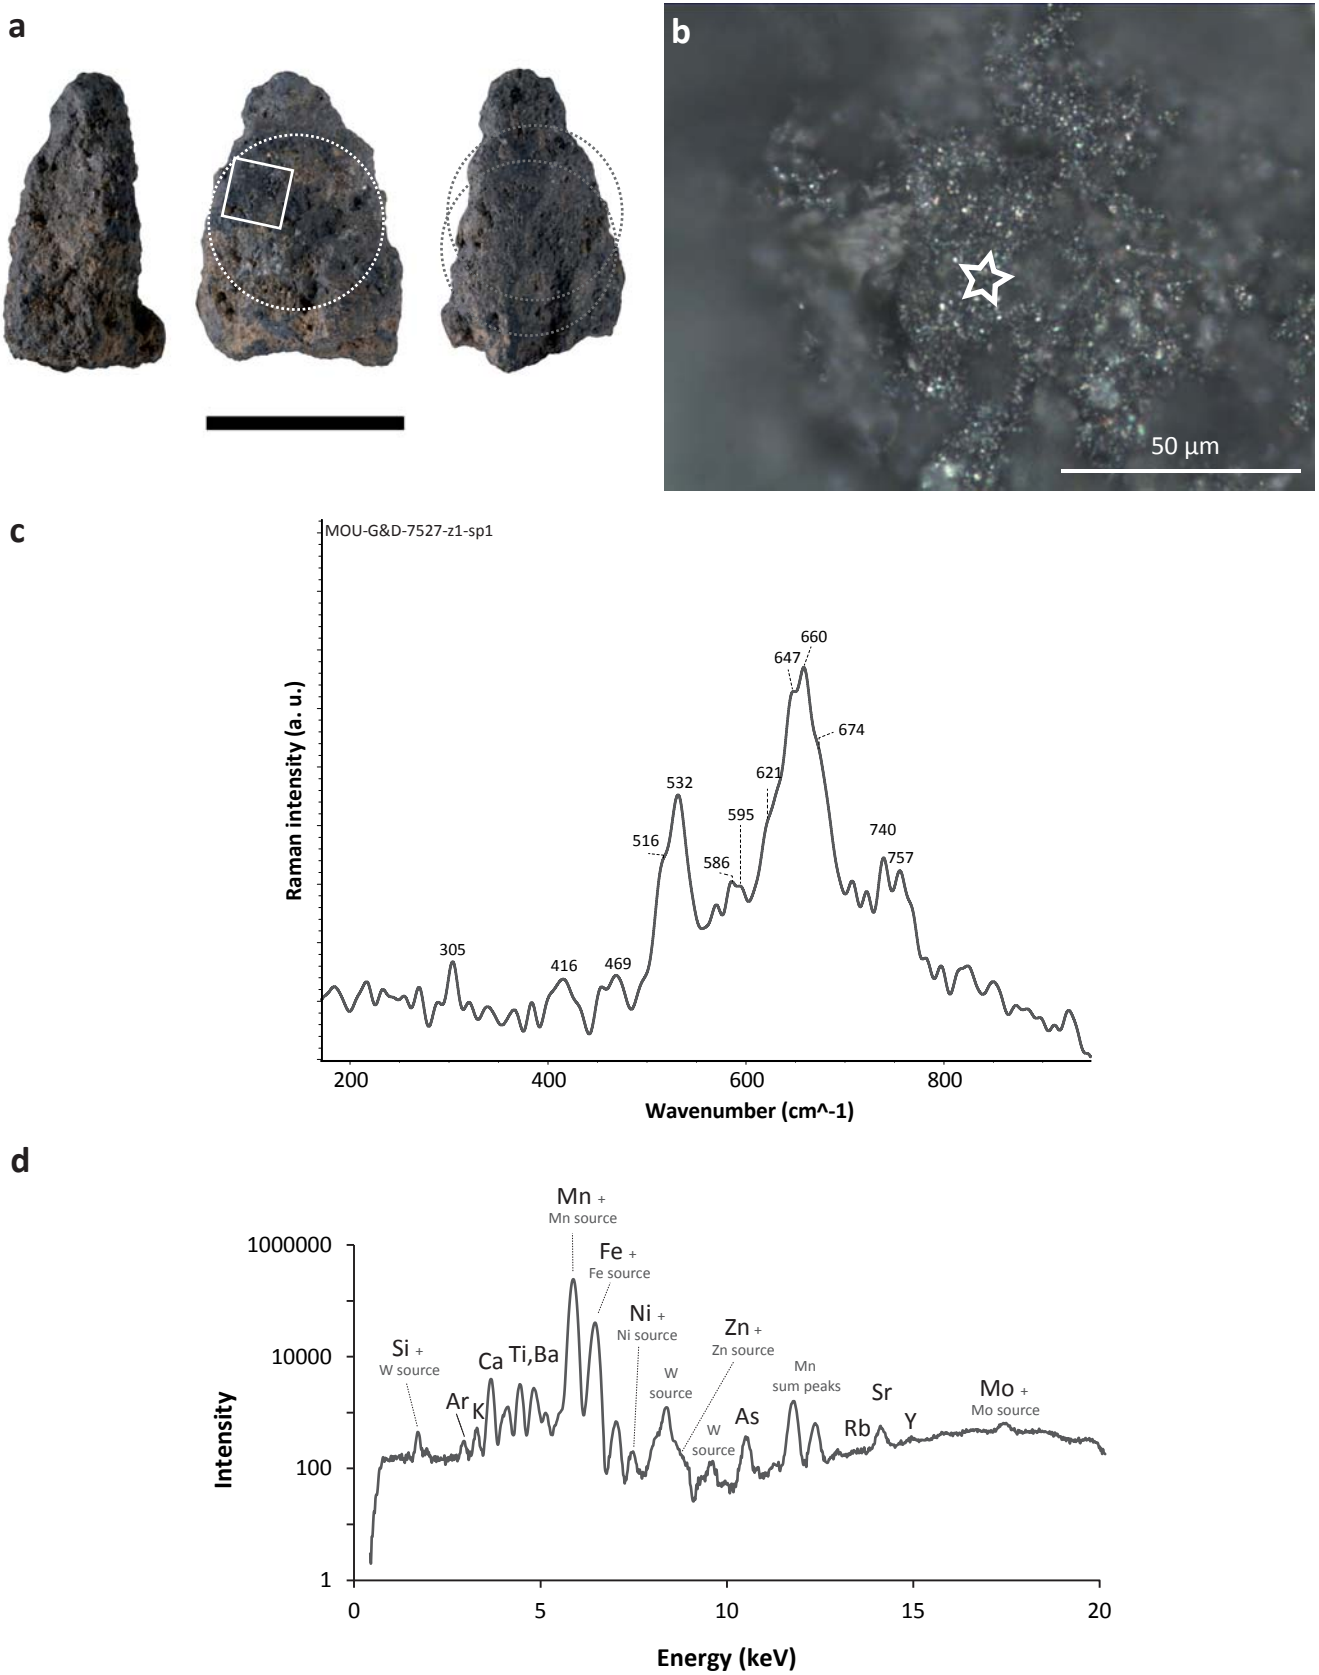 a
b
50 µm
c
MOU-G&D-7527-z1-sp1
660
647
674
621
532
595
516
586
740
757
305
416
469
Raman intensity (a. u.)
200
400
600
800
Wavenumber (cm^-1)
d
Mn +
Mn source
1000000
Fe +
Fe source
Ni +
Ni source
Zn +
Zn source
Si +
W source
10000
Ca
Ti,Ba
Mn
sum peaks
W
source
Ar
K
As
W
source
Sr
Rb
Y
Mo +
Mo source
Intensity
100
1
0
5
10
15
20
Energy (keV)